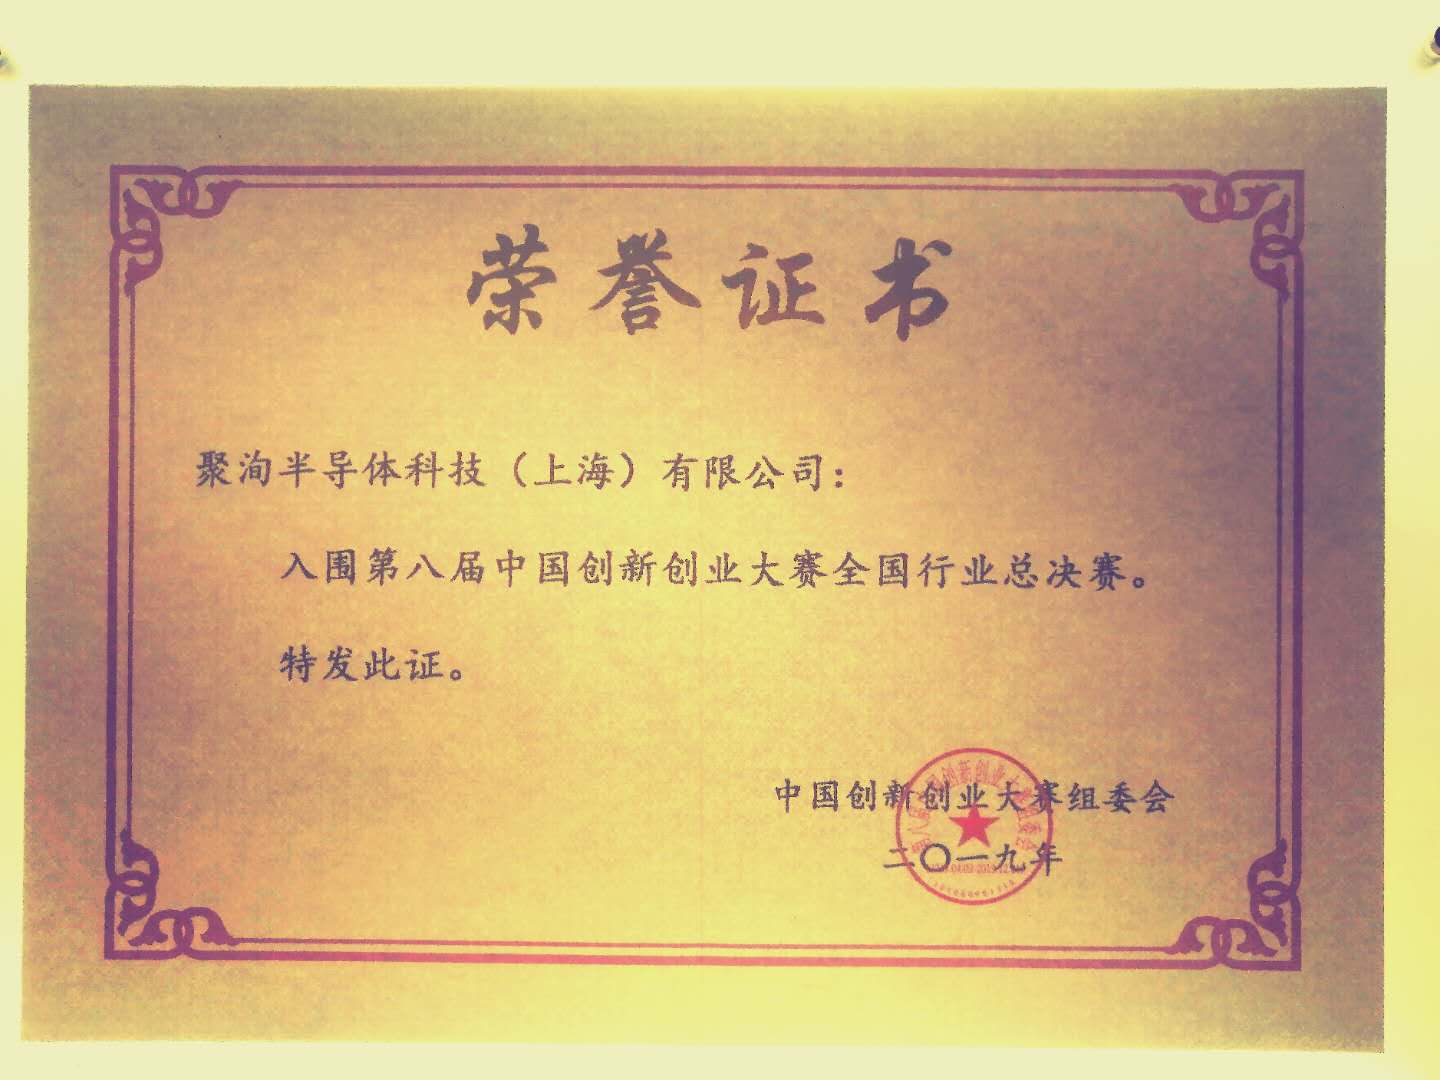 荣誉证书
聚洵半导体科技（上海）有限公司：
入围第八届中国创新创业大赛全国行业总决赛。
特发此证。
中国创新创业大赛组委会
二〇一九年